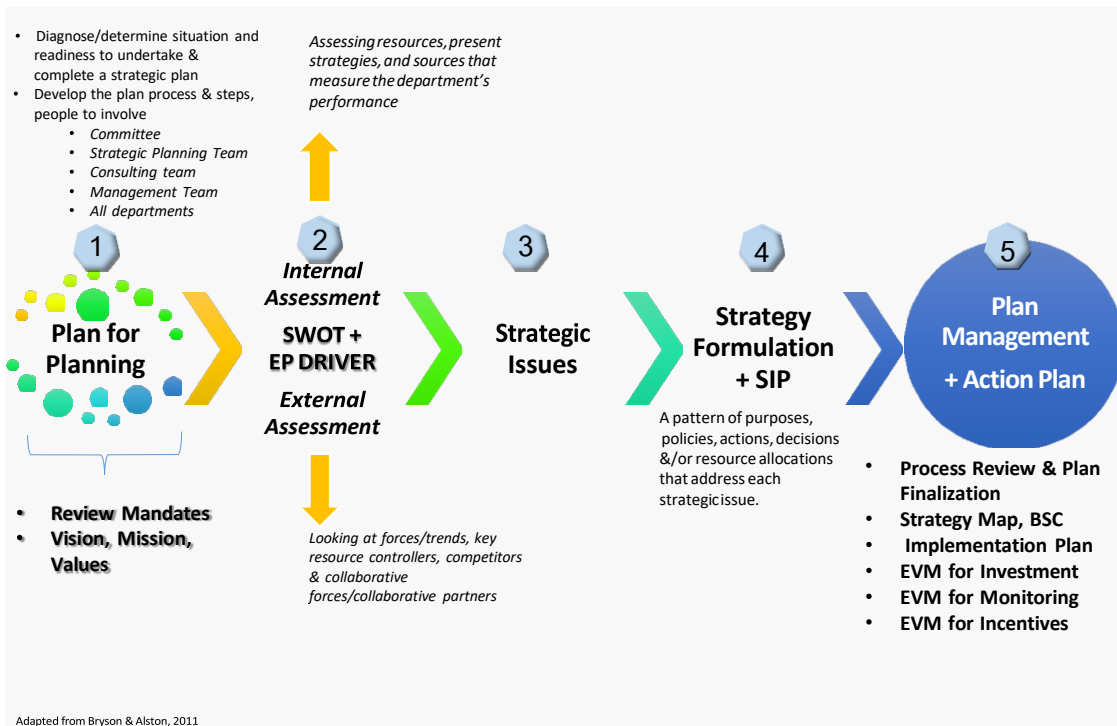 • Diagnose/determine situation and
readiness to undertake &
complete a strategic plan
• Develop the plan process & steps,
people to involve
• Committee
• Strategic Planning Team
• Consulting team
• Management Team
• All departments
1
Plan for
Planning
• Review Mandates
• Vision, Mission,
Values
Assessing resources, present
strategies, and sources that
measure the department's
performance
2
Internal
Assessment
SWOT +
EP DRIVER
External
Assessment
Looking at forces/trends, key
resource controllers, competitors
& collaborative
forces/collaborative partners
3
Strategic
Issues
4
Strategy
Formulation
+ SIP
A pattern of purposes,
policies, actions, decisions
&/or resource allocations
that address each
strategic issue.
5
Plan
Management
+ Action Plan
• Process Review & Plan
Finalization
• Strategy Map, BSC
• Implementation Plan
• EVM for Investment
• EVM for Monitoring
• EVM for Incentives
Adapted from Bryson & Alston, 2011